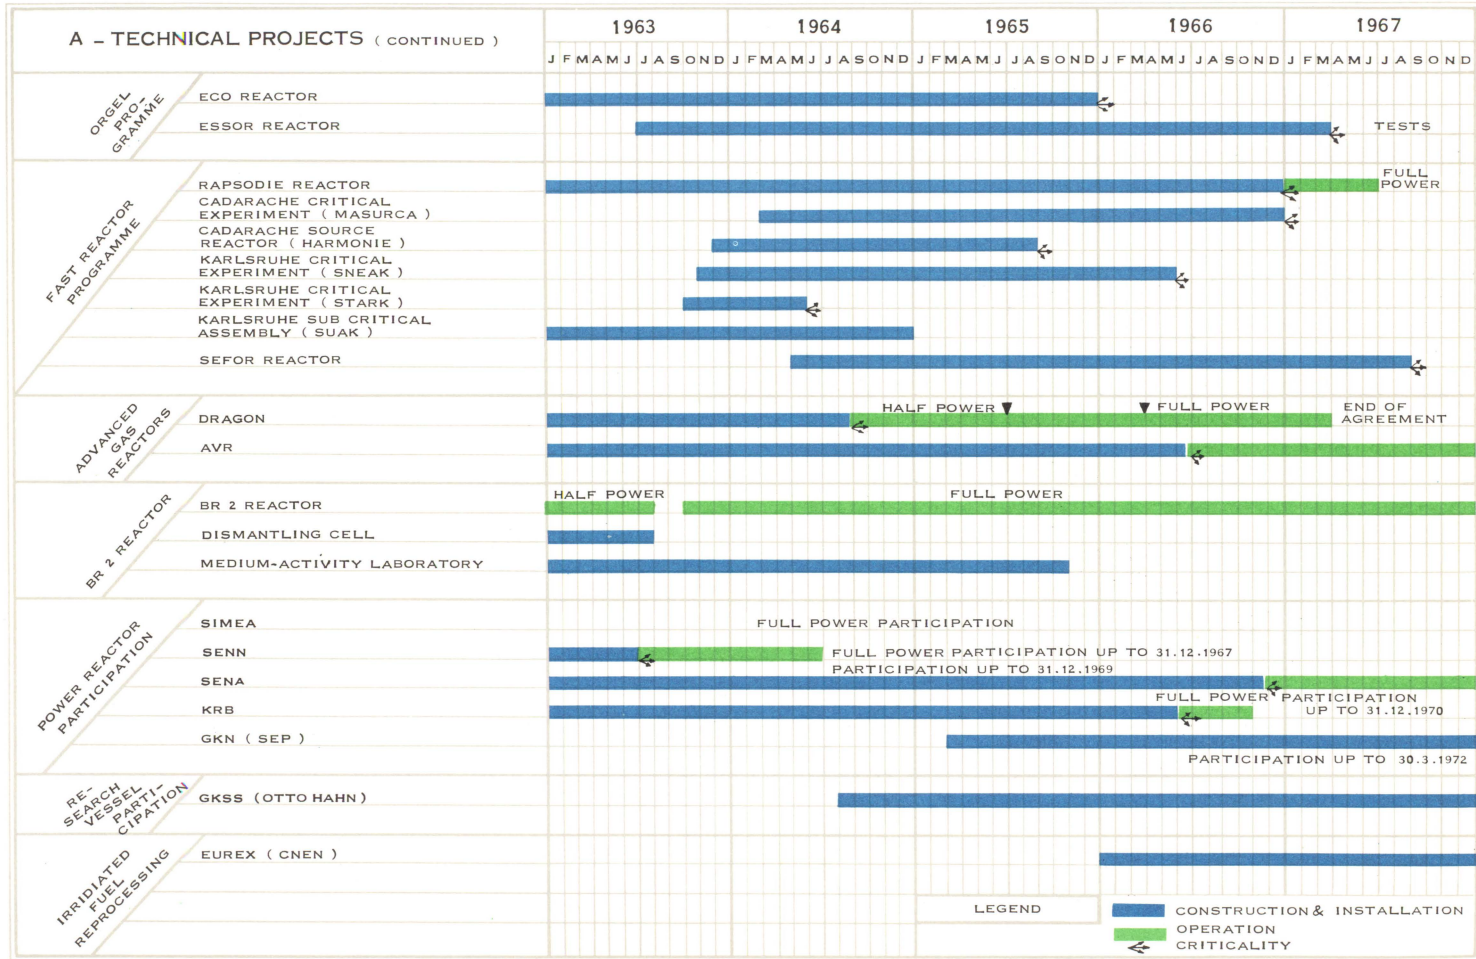 A – TECHNICAL PROJECTS ( CONTINUED )
1963 1964 1965 1966 1967
J F M A M J J A S O N D J F M A M J J A S O N D J F M A M J J A S O N D J F M A M J J A S O N D J F M A M J J A S O N D
ORGEL
PRO-
GRAMME
ECO REACTOR
ESSOR REACTOR
TESTS
FAST REACTOR
PROGRAMME
RAPSODIE REACTOR
FULL
POWER
CADARACHE CRITICAL
EXPERIMENT ( MASURCA )
CADARACHE SOURCE
REACTOR ( HARMONIE )
KARLSRUHE CRITICAL
EXPERIMENT ( SNEAK )
KARLSRUHE CRITICAL
EXPERIMENT ( STARK )
KARLSRUHE SUB CRITICAL
ASSEMBLY ( SUAK )
SEFOR REACTOR
ADVANCED
GAS
REACTORS
DRAGON
HALF POWER
FULL POWER
END OF
AGREEMENT
AVR
BR 2 REACTOR
BR 2 REACTOR
HALF POWER
FULL POWER
DISMANTLING CELL
MEDIUM-ACTIVITY LABORATORY
POWER REACTOR
PARTICIPATION
SIMEA
FULL POWER PARTICIPATION
SENN
FULL POWER PARTICIPATION UP TO 31.12.1967
PARTICIPATION UP TO 31.12.1969
SENA
FULL POWER PARTICIPATION
KRB
UP TO 31.12.1970
GKN ( SEP )
PARTICIPATION UP TO 30.3.1972
RE-
SEARCH
VESSEL
PARTI-
CIPATION
GKSS (OTTO HAHN)
IRRIDIATED
FUEL
REPROCESSING
EUREX ( CNEN )
LEGEND
CONSTRUCTION & INSTALLATION
OPERATION
CRITICALITY